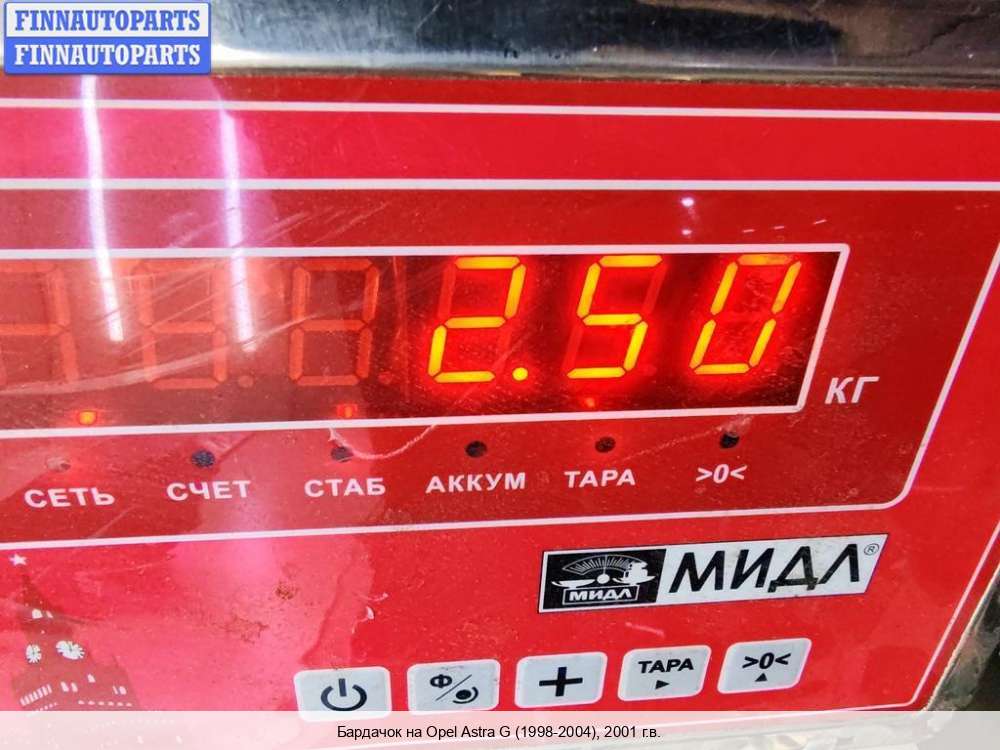 FINNAUTOPARTS
FINNAUTOPARTS
2.50
КГ
СЕТЬ СЧЕТ СТАБ АККУМ ТАРА >0<
МИДЛ МИДЛ®
Ф ТАРА >0<
Бардачок на Opel Astra G (1998-2004), 2001 г.в.